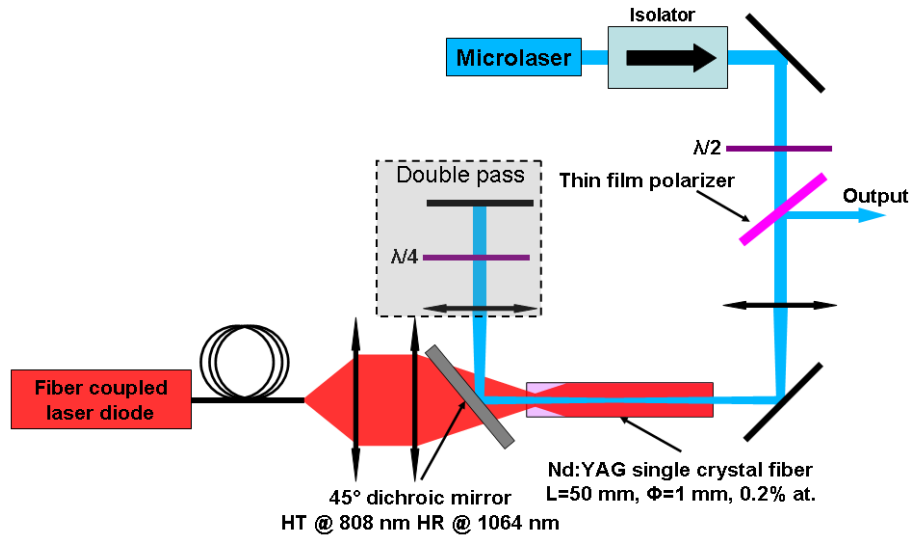 Isolator
Microlaser
λ/2
Thin film polarizer
Output
Double pass
λ/4
Fiber coupled
laser diode
Nd:YAG single crystal fiber
L=50 mm, Φ=1 mm, 0.2% at.
45° dichroic mirror
HT @ 808 nm HR @ 1064 nm